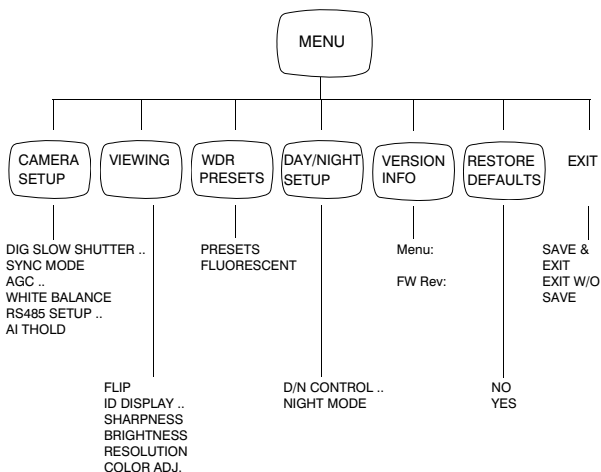 MENU
CAMERA
SETUP
VIEWING
WDR
PRESETS
DAY/NIGHT
SETUP
VERSION
INFO
RESTORE
DEFAULTS
EXIT
DIG SLOW SHUTTER ..
SYNC MODE
AGC ..
WHITE BALANCE
RS485 SETUP ..
AI THOLD
PRESETS
FLUORESCENT
Menu:
FW Rev:
SAVE &
EXIT
EXIT W/O
SAVE
FLIP
ID DISPLAY ..
SHARPNESS
BRIGHTNESS
RESOLUTION
COLOR ADJ.
D/N CONTROL ..
NIGHT MODE
NO
YES